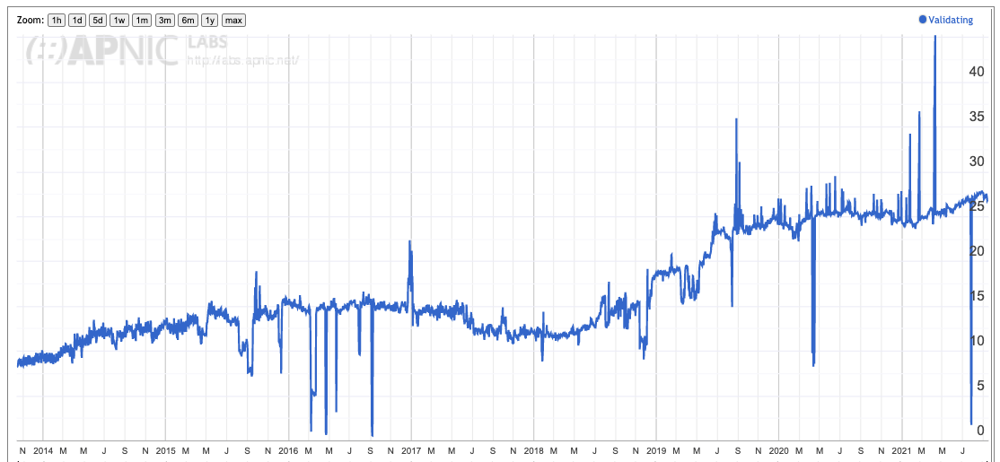 Zoom: 1h 1d 5d 1w 1m 3m 6m 1y max Validating
(::)APNIC LABS
http://labs.apnic.net/
40
35
30
25
20
15
10
5
0
N 2014 M M J S N 2015 M M J S N 2016 M M J S N 2017 M M J S N 2018 M M J S N 2019 M M J S N 2020 M M J S N 2021 M M J